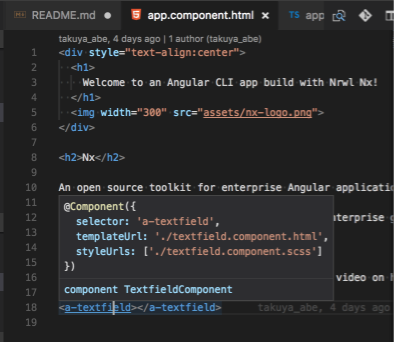 README.md
app.component.html
TS app
takuya_abe, 4 days ago | 1 author (takuya_abe)
1 <div style="text-align:center">
2 <h1>
3 Welcome to an Angular CLI app build with Nrwl Nx!
4 </h1>
5 <img width="300" src="assets/nx-logo.png">
6 </div>
7
8 <h2>Nx</h2>
9
10 An open source toolkit for enterprise Angular applicatio
11 @Component({
12 selector: 'a-textfield', terprise g
13 templateUrl: './textfield.component.html',
14 styleUrls: ['./textfield.component.scss']
15 })
16 video on h
17 component TextfieldComponent
18 <a-textfield></a-textfield> takuya_abe, 4 days ago
19